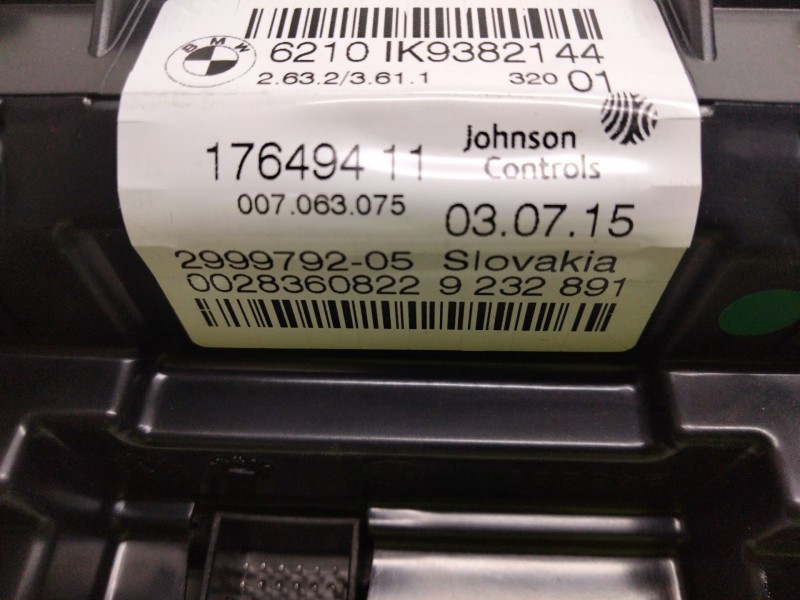 BMW
6210 IK9382144
2.63.2/3.61.1 320 01
Johnson
Controls
176494 11
007.063.075 03.07.15
2999792-05 Slovakia
0028360822 9 232 891